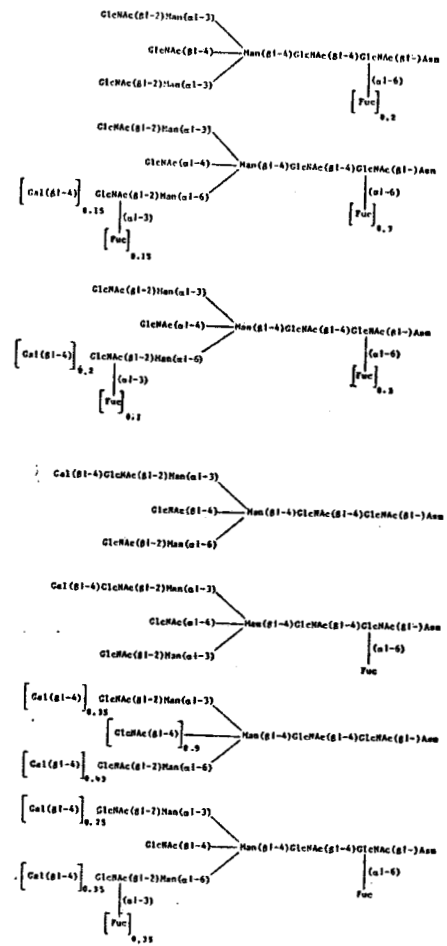 GlcNAc(β1-2)Man(α1-3)
GlcNAc(β1-4) Man(β1-4)GlcNAc(β1-4)GlcNAc(β1-)Asn
GlcNAc(β1-2)Man(α1-3) (α1-6)
[Fuc]0.2
GlcNAc(β1-2)Man(α1-3)
GlcNAc(α1-4) Man(β1-4)GlcNAc(β1-4)GlcNAc(β1-)Asn
[Gal(β1-4)]0.15 GlcNAc(β1-2)Man(α1-6) (α1-6)
(α1-3) [Fuc]0.7
[Fuc]0.15
GlcNAc(β1-2)Man(α1-3)
GlcNAc(α1-4) Man(β1-4)GlcNAc(β1-4)GlcNAc(β1-)Asn
[Gal(β1-4)]0.2 GlcNAc(β1-2)Man(α1-6) (α1-6)
(α1-3) [Fuc]
[Fuc]
Gal(β1-4)GlcNAc(β1-2)Man(α1-3)
GlcNAc(β1-4) Man(β1-4)GlcNAc(β1-4)GlcNAc(β1-)Asn
GlcNAc(β1-2)Man(α1-6)
Gal(β1-4)GlcNAc(β1-2)Man(α1-3)
GlcNAc(α1-4) Man(β1-4)GlcNAc(β1-4)GlcNAc(β1-)Asn
GlcNAc(β1-2)Man(α1-3) (α1-6)
Fuc
[Gal(β1-4)]0.35 GlcNAc(β1-2)Man(α1-3)
[GlcNAc(β1-4)]0.9 Man(β1-4)GlcNAc(β1-4)GlcNAc(β1-)Asn
[Gal(β1-4)]0.45 GlcNAc(β1-2)Man(α1-6)
[Gal(β1-4)]0.25 GlcNAc(β1-2)Man(α1-3)
GlcNAc(β1-4) Man(β1-4)GlcNAc(β1-4)GlcNAc(β1-)Asn
[Gal(β1-4)]0.35 GlcNAc(β1-2)Man(α1-6) (α1-6)
(α1-3) Fuc
[Fuc]0.35